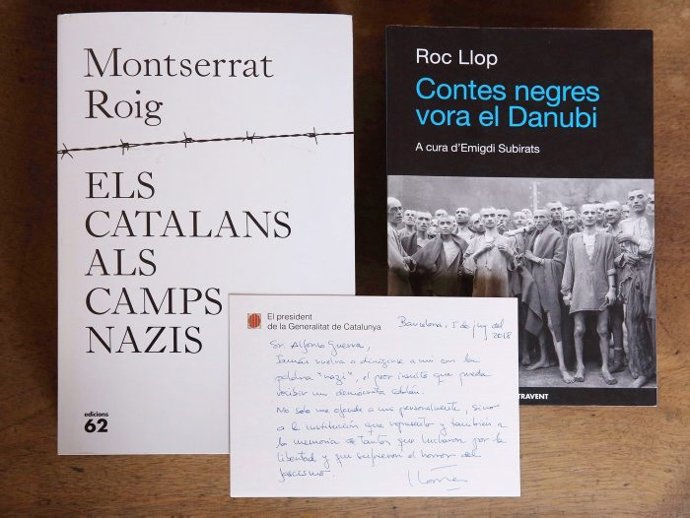 Montserrat
Roig
ELS
CATALANS
ALS
CAMPS
NAZIS
edicions
62
Roc Llop
Contes negres
vora el Danubi
A cura d'Emigdi Subirats
TRAVENT
El president
de la Generalitat de Catalunya
Barcelona, 5 de juny del
2018
Sr. Alfonso Guerra,
Jamás vuelva a dirigirse a mí con la
palabra "nazi", el peor insulto que pueda
recibir un demócrata catalán.
No solo me ofende a mí personalmente, sino
a la institución que represento y también a
la memoria de tantos que lucharon por la
libertad y que sufrieron el horror del
fascismo.